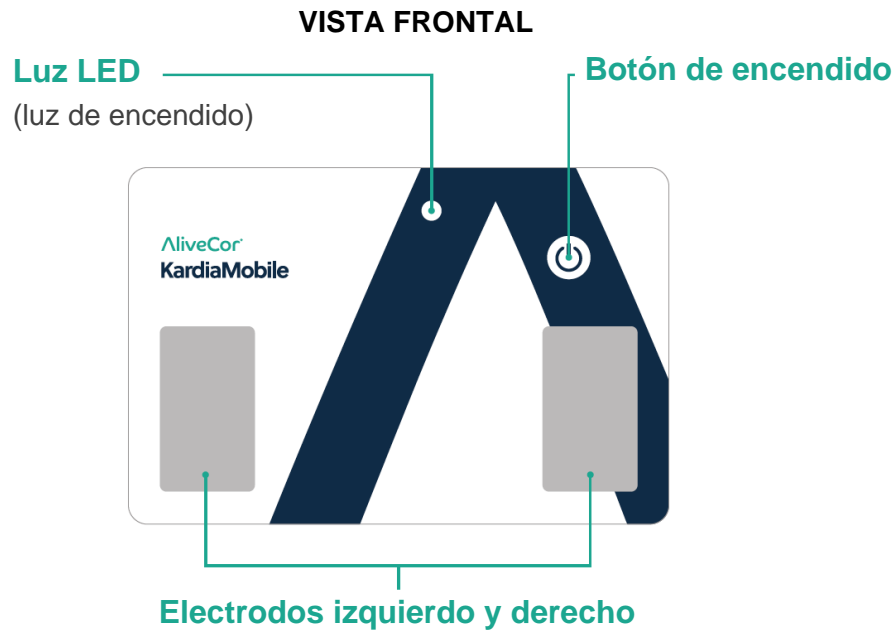 VISTA FRONTAL
Luz LED
(luz de encendido)
Botón de encendido
AliveCor
KardiaMobile
Electrodos izquierdo y derecho